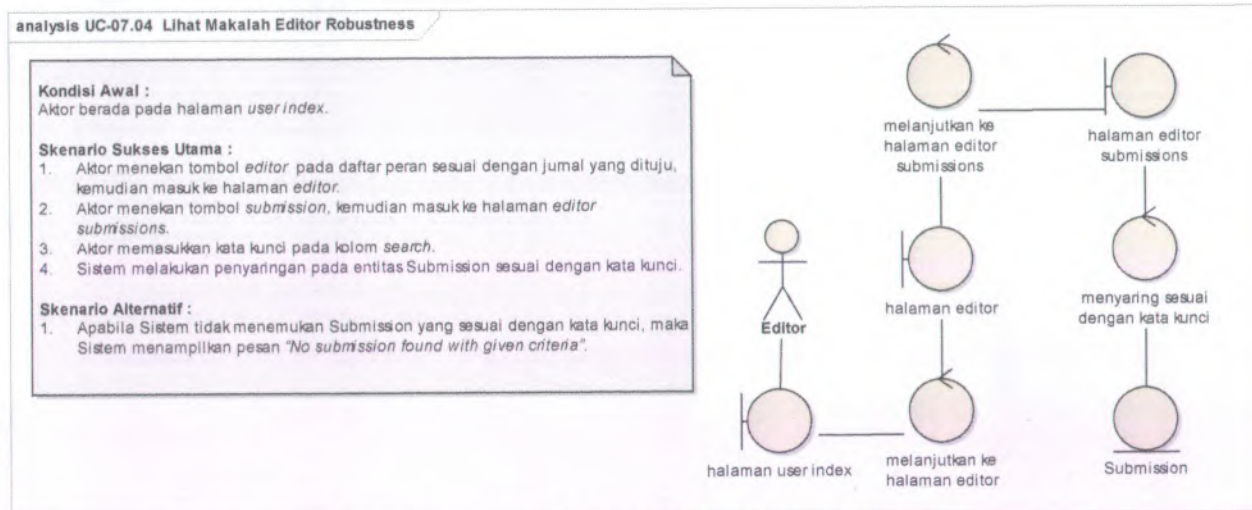 analysis UC-07.04 Lihat Makalah Editor Robustness
Kondisi Awal :
Aktor berada pada halaman user index.
Skenario Sukses Utama :
1. Aktor menekan tombol editor pada daftar peran sesuai dengan jurnal yang dituju,
kemudian masuk ke halaman editor.
2. Aktor menekan tombol submission, kemudian masuk ke halaman editor
submissions.
3. Aktor memasukkan kata kunci pada kolom search.
4. Sistem melakukan penyaringan pada entitas Submission sesuai dengan kata kunci.
Skenario Alternatif :
1. Apabila Sistem tidak menemukan Submission yang sesuai dengan kata kunci, maka
Sistem menampilkan pesan "No submission found with given criteria".
melanjutkan ke
halaman editor
submissions
halaman editor
submissions
Editor
halaman editor
menyaring sesuai
dengan kata kunci
halaman user index
melanjutkan ke
halaman editor
Submission